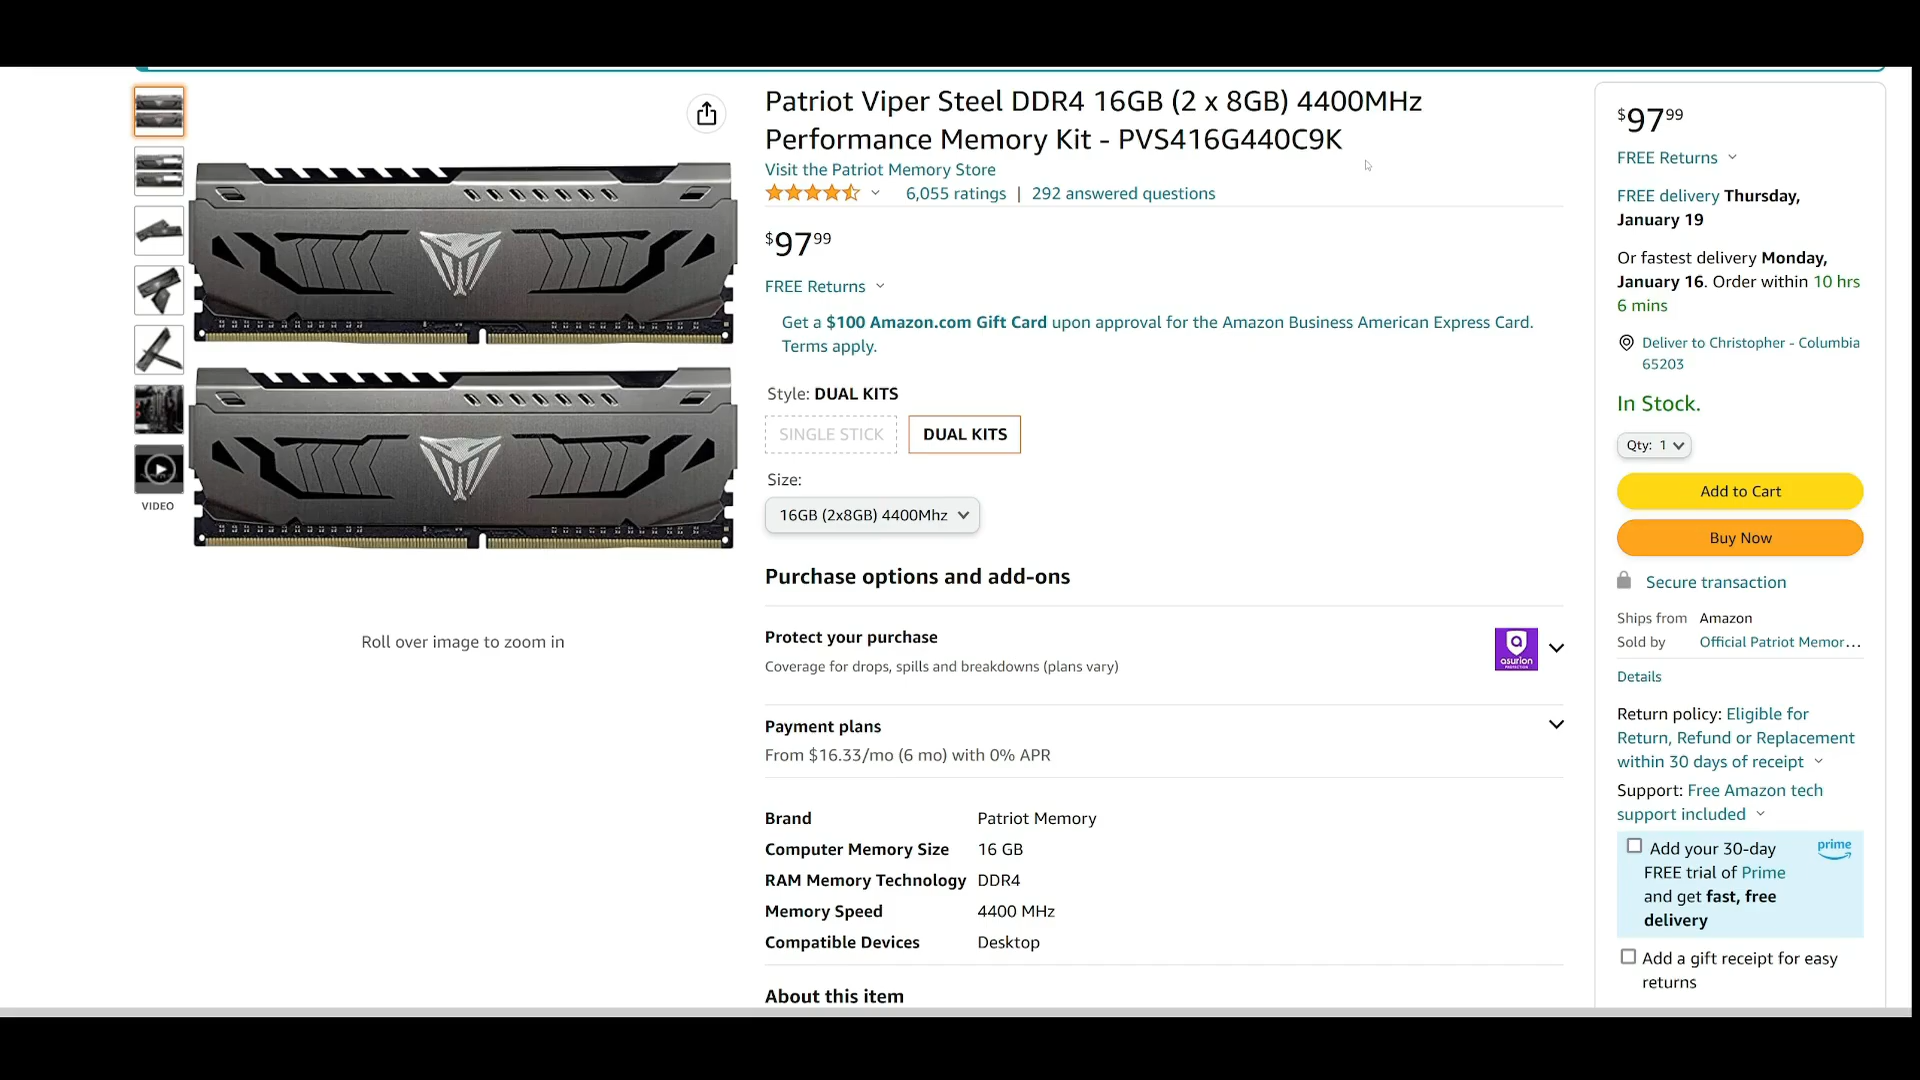 Patriot Viper Steel DDR4 16GB (2 x 8GB) 4400MHz
Performance Memory Kit - PVS416G440C9K
Visit the Patriot Memory Store
6,055 ratings | 292 answered questions
$97 99
FREE Returns
Get a $100 Amazon.com Gift Card upon approval for the Amazon Business American Express Card.
Terms apply.
Style: DUAL KITS
SINGLE STICK
DUAL KITS
Size:
16GB (2x8GB) 4400Mhz
VIDEO
Roll over image to zoom in
Purchase options and add-ons
Protect your purchase
Coverage for drops, spills and breakdowns (plans vary)
asurion
Payment plans
From $16.33/mo (6 mo) with 0% APR
Brand Patriot Memory
Computer Memory Size 16 GB
RAM Memory Technology DDR4
Memory Speed 4400 MHz
Compatible Devices Desktop
About this item
$97 99
FREE Returns
FREE delivery Thursday,
January 19
Or fastest delivery Monday,
January 16. Order within 10 hrs
6 mins
Deliver to Christopher - Columbia
65203
In Stock.
Qty: 1
Add to Cart
Buy Now
Secure transaction
Ships from Amazon
Sold by Official Patriot Memor...
Details
Return policy: Eligible for
Return, Refund or Replacement
within 30 days of receipt
Support: Free Amazon tech
support included
Add your 30-day
prime
FREE trial of Prime
and get fast, free
delivery
Add a gift receipt for easy
returns